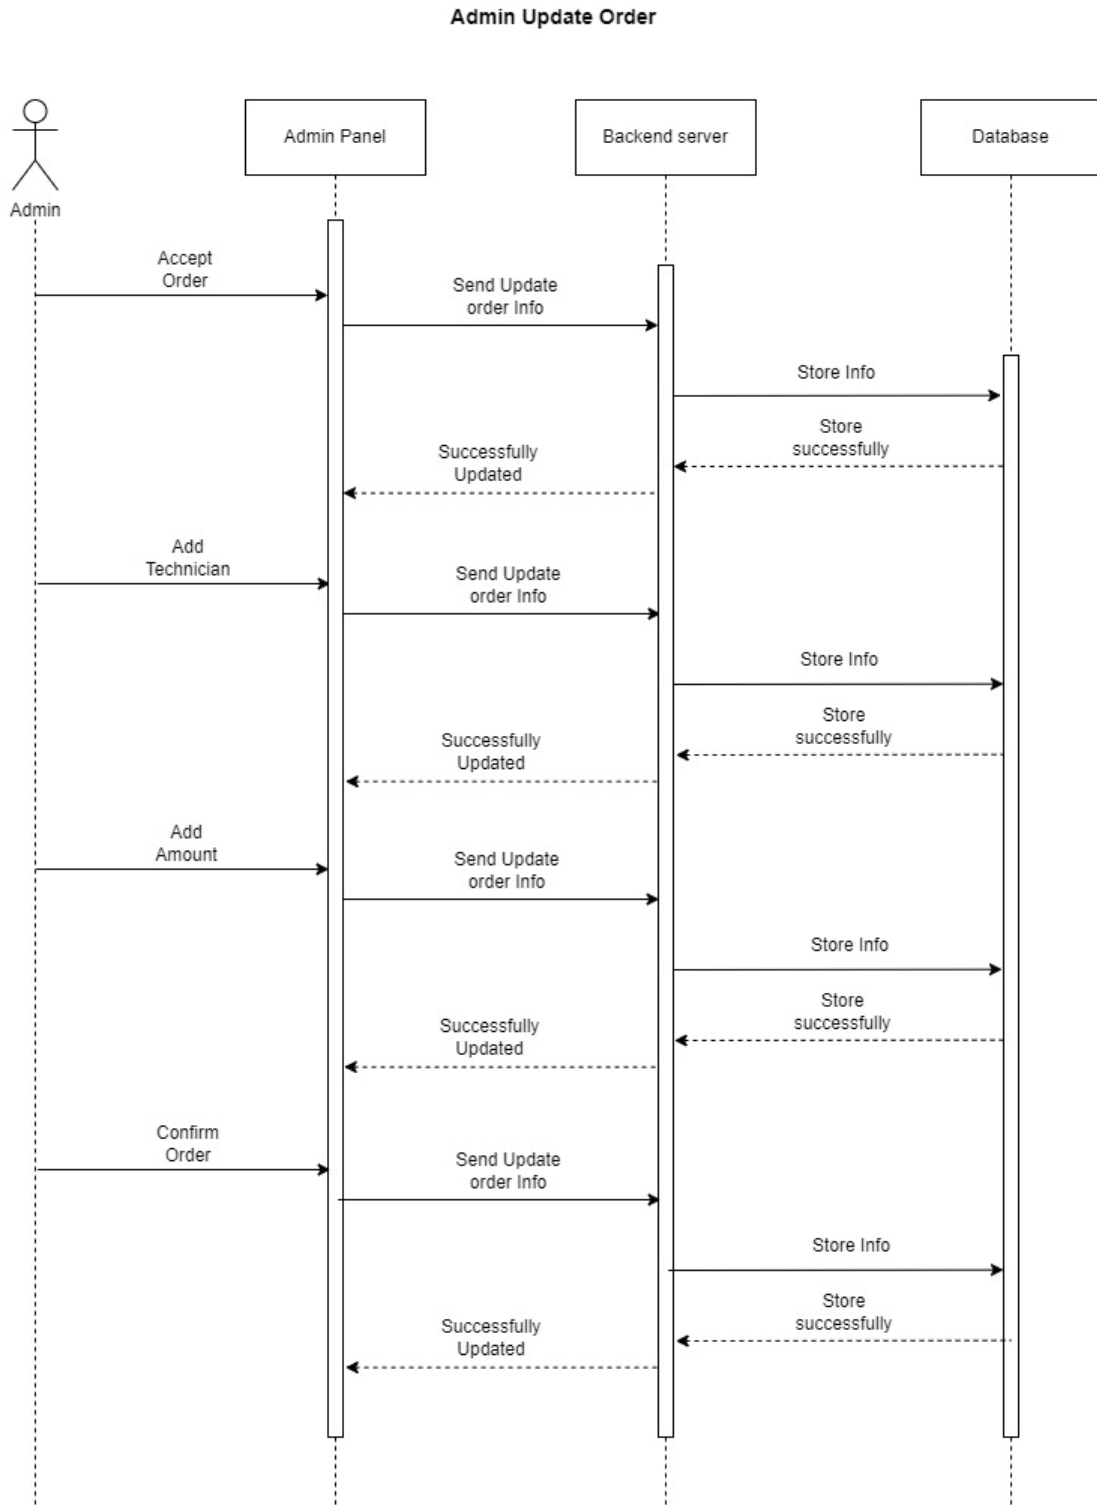 Admin Update Order
Admin Panel
Backend server
Database
Admin
Accept
Order
Send Update
order Info
Store Info
Store
successfully
Successfully
Updated
Add
Technician
Send Update
order Info
Store Info
Store
successfully
Successfully
Updated
Add
Amount
Send Update
order Info
Store Info
Store
successfully
Successfully
Updated
Confirm
Order
Send Update
order Info
Store Info
Store
successfully
Successfully
Updated